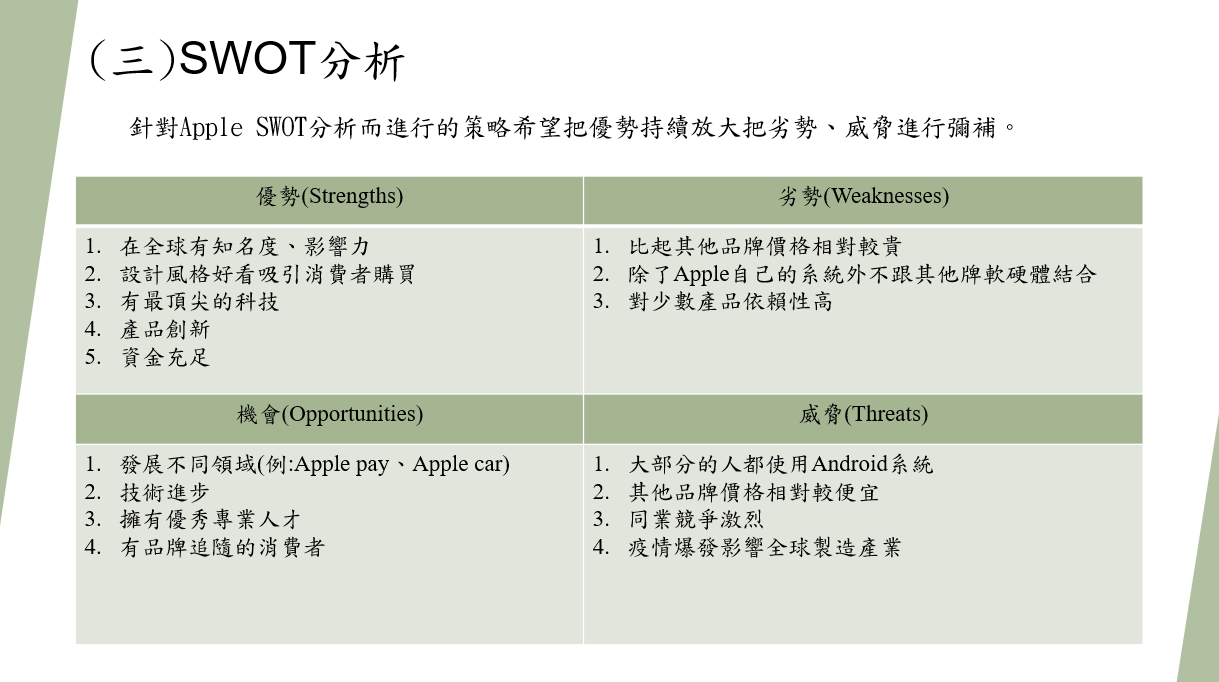 (三)SWOT分析
針對Apple SWOT分析而進行的策略希望把優勢持續放大把劣勢、威脅進行彌補。
優勢(Strengths)
劣勢(Weaknesses)
1. 在全球有知名度、影響力
2. 設計風格好看吸引消費者購買
3. 有最頂尖的科技
4. 產品創新
5. 資金充足
1. 比起其他品牌價格相對較貴
2. 除了Apple自己的系統外不跟其他牌軟硬體結合
3. 對少數產品依賴性高
機會(Opportunities)
威脅(Threats)
1. 發展不同領域(例:Apple pay、Apple car)
2. 技術進步
3. 擁有優秀專業人才
4. 有品牌追隨的消費者
1. 大部分的人都使用Android系統
2. 其他品牌價格相對較便宜
3. 同業競爭激烈
4. 疫情爆發影響全球製造產業